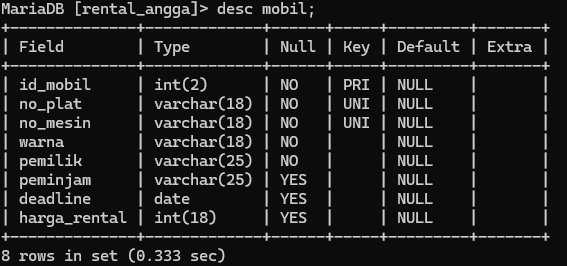 MariaDB [rental_angga]> desc mobil;
+--------------+-------------+------+-----+---------+-------+
| Field        | Type        | Null | Key | Default | Extra |
+--------------+-------------+------+-----+---------+-------+
| id_mobil     | int(2)      | NO   | PRI | NULL    |       |
| no_plat      | varchar(18) | NO   | UNI | NULL    |       |
| no_mesin     | varchar(18) | NO   | UNI | NULL    |       |
| warna        | varchar(18) | NO   |     | NULL    |       |
| pemilik      | varchar(25) | NO   |     | NULL    |       |
| peminjam     | varchar(25) | YES  |     | NULL    |       |
| deadline     | date        | YES  |     | NULL    |       |
| harga_rental | int(18)     | YES  |     | NULL    |       |
+--------------+-------------+------+-----+---------+-------+
8 rows in set (0.333 sec)